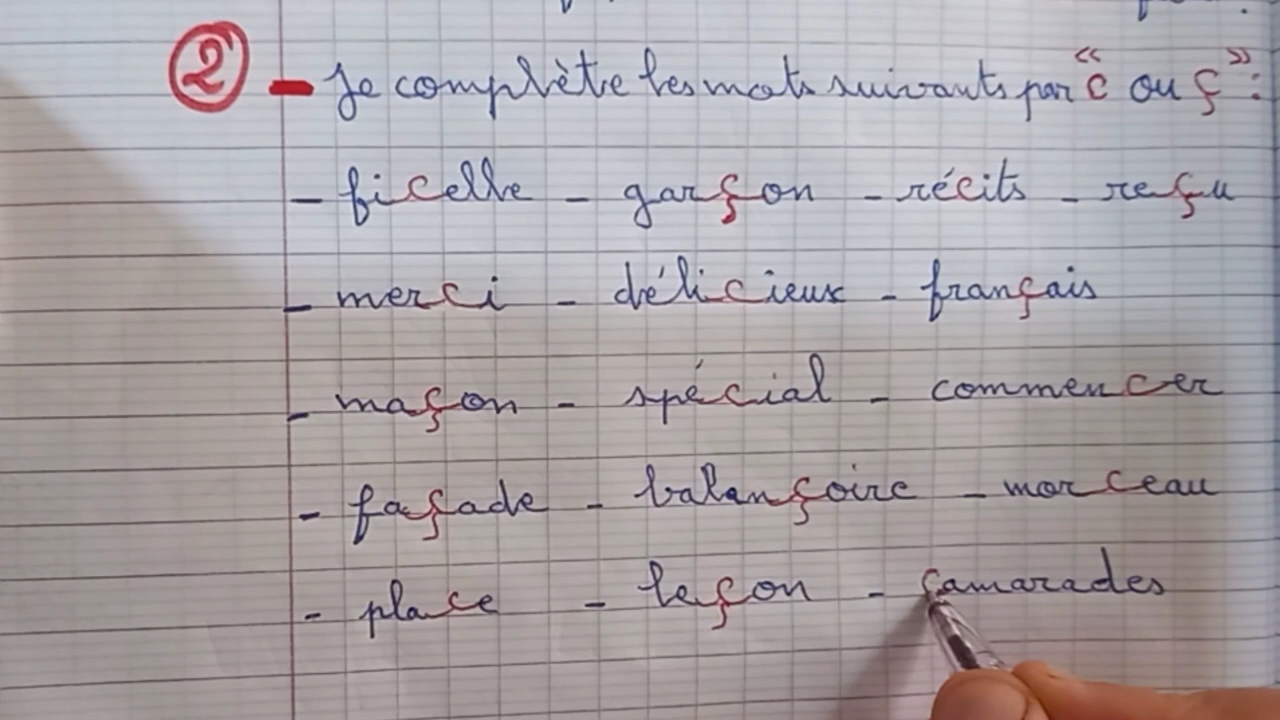 2 - Je complète les mots suivants par "c ou ç" :
- ficelle - garçon - récits - reçu
- merci - délicieux - français
- maçon - spécial - commencer
- façade - balançoire - morceau
- place - leçon - camarades